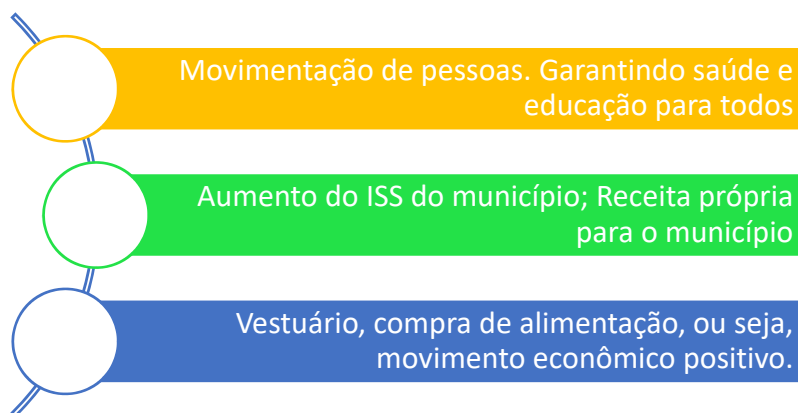 Movimentação de pessoas. Garantindo saúde e
educação para todos
Aumento do ISS do município; Receita própria
para o município
Vestuário, compra de alimentação, ou seja,
movimento econômico positivo.